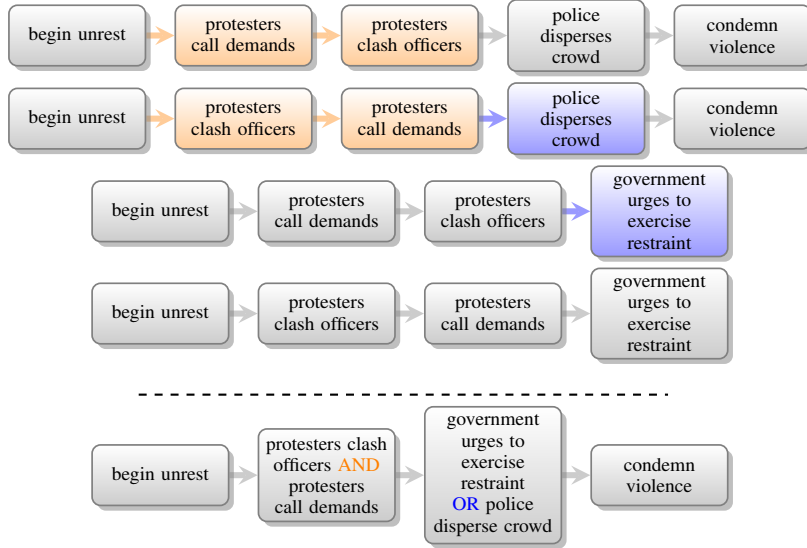 begin unrest
protesters
call demands
protesters
clash officers
police
disperses
crowd
condemn
violence
begin unrest
protesters
clash officers
protesters
call demands
police
disperses
crowd
condemn
violence
begin unrest
protesters
call demands
protesters
clash officers
government
urges to
exercise
restraint
begin unrest
protesters
clash officers
protesters
call demands
government
urges to
exercise
restraint
begin unrest
protesters clash
officers AND
protesters
call demands
government
urges to
exercise
restraint
OR police
disperse crowd
condemn
violence